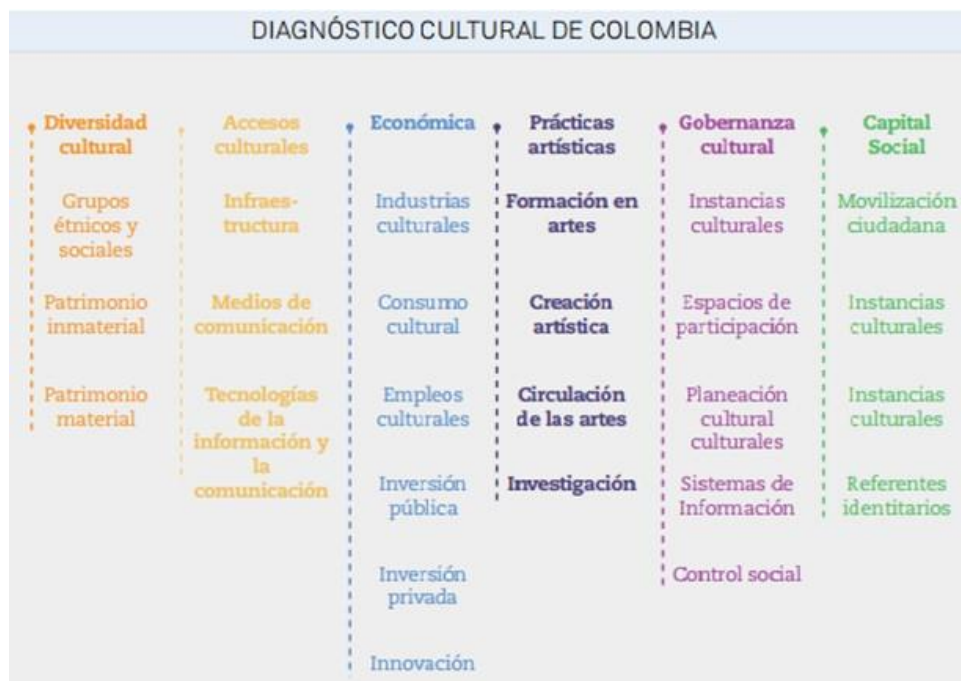 DIAGNÓSTICO CULTURAL DE COLOMBIA
Diversidad
cultural
Grupos
étnicos y
sociales
Patrimonio
inmaterial
Patrimonio
material
Accesos
culturales
Infraes-
tructura
Medios de
comunicación
Tecnologías
de la
información y
la
comunicación
Económica
Industrias
culturales
Consumo
cultural
Empleos
culturales
Inversión
pública
Inversión
privada
Innovación
Prácticas
artísticas
Formación en
artes
Creación
artística
Circulación
de las artes
Investigación
Gobernanza
cultural
Instancias
culturales
Espacios de
participación
Planeación
cultural
culturales
Sistemas de
Información
Control social
Capital
Social
Movilización
ciudadana
Instancias
culturales
Instancias
culturales
Referentes
identitarios